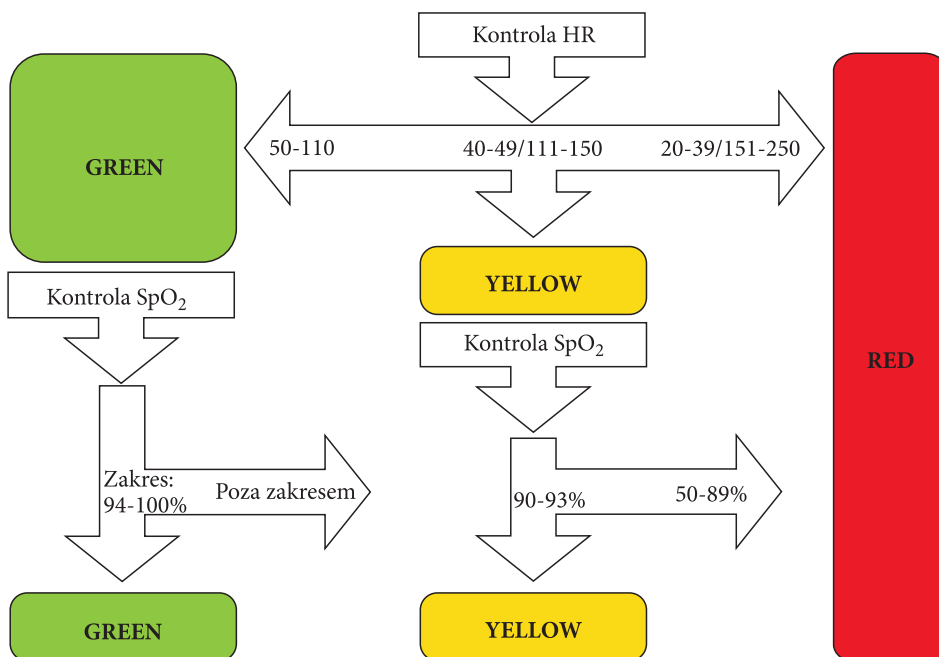 Kontrola HR
50-110
40-49/111-150
20-39/151-250
GREEN
YELLOW
RED
Kontrola SpO₂
Kontrola SpO₂
Zakres:
94-100%
Poza zakresem
90-93%
50-89%
GREEN
YELLOW